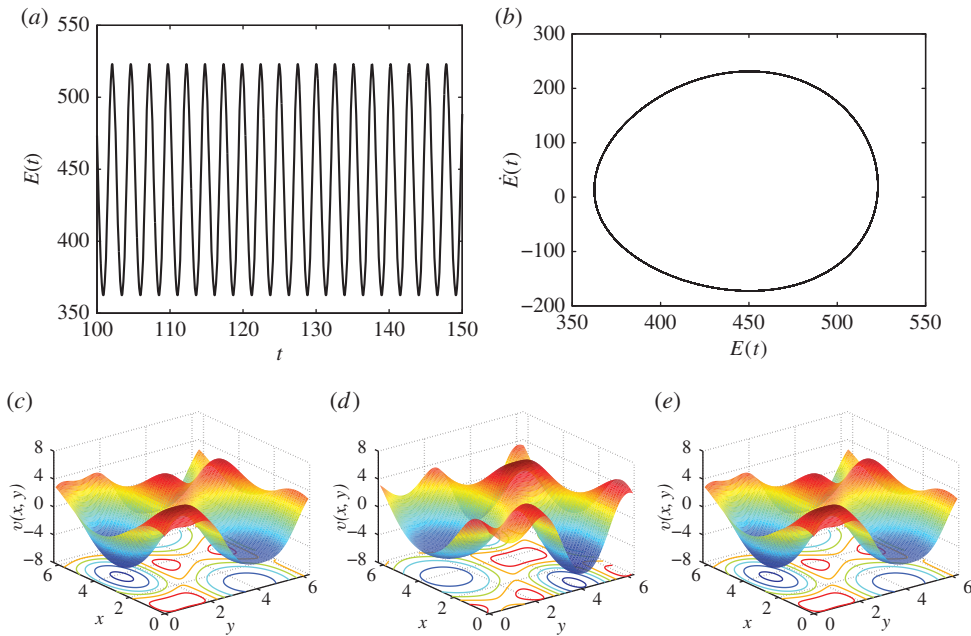 (a)
550
500
450
400
350
E(t)
100 110 120 130 140 150
t
(b)
300
200
100
0
−100
−200
Ė(t)
350 400 450 500 550
E(t)
(c)
8
4
0
−4
−8
v(x, y)
6 4 2 0
x
0 2 4 6
y
(d)
8
4
0
−4
−8
v(x, y)
6 4 2 0
x
0 2 4 6
y
(e)
8
4
0
−4
−8
v(x, y)
6 4 2 0
x
0 2 4 6
y